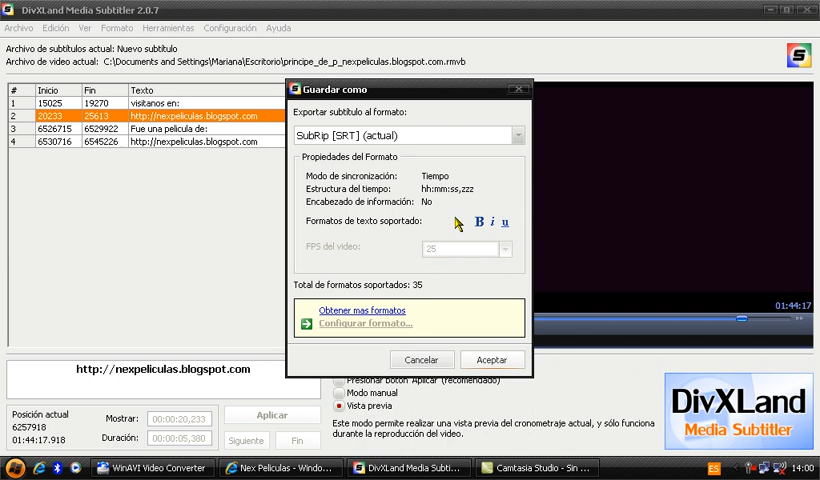 DivXLand Media Subtitler 2.0.7
Archivo Edición Ver Formato Herramientas Configuración Ayuda
Archivo de subtítulos actual: Nuevo subtítulo
Archivo de video actual: C:\Documents and Settings\Mariana\Escritorio\principe_de_p_nexpeliculas.blogspot.com.rmvb
# Inicio Fin Texto
1 15025 19270 visitanos en:
2 20233 25613 http://nexpeliculas.blogspot.com
3 6526715 6529922 Fue una pelicula de:
4 6530716 6545226 http://nexpeliculas.blogspot.com
Guardar como
Exportar subtítulo al formato:
SubRip [SRT] (actual)
Propiedades del Formato
Modo de sincronización: Tiempo
Estructura del tiempo: hh:mm:ss,zzz
Encabezado de información: No
Formatos de texto soportado: B i u
FPS del video: 25
Total de formatos soportados: 35
Obtener mas formatos
Configurar formato...
Cancelar Aceptar
01:44:17
http://nexpeliculas.blogspot.com
Presionar botón 'Aplicar' (recomendado)
Modo manual
Vista previa
Este modo permite realizar una vista previa del cronometraje actual, y sólo funciona
durante la reproducción del video.
Posición actual
6257918
01:44:17.918
Mostrar: 00:00:20,233
Duración: 00:00:05,380
Aplicar
Siguiente Fin
DivXLand
Media Subtitler
WinAVI Video Converter
Nex Peliculas - Windo...
DivXLand Media Subti...
Camtasia Studio - Sin ...
ES
14:00